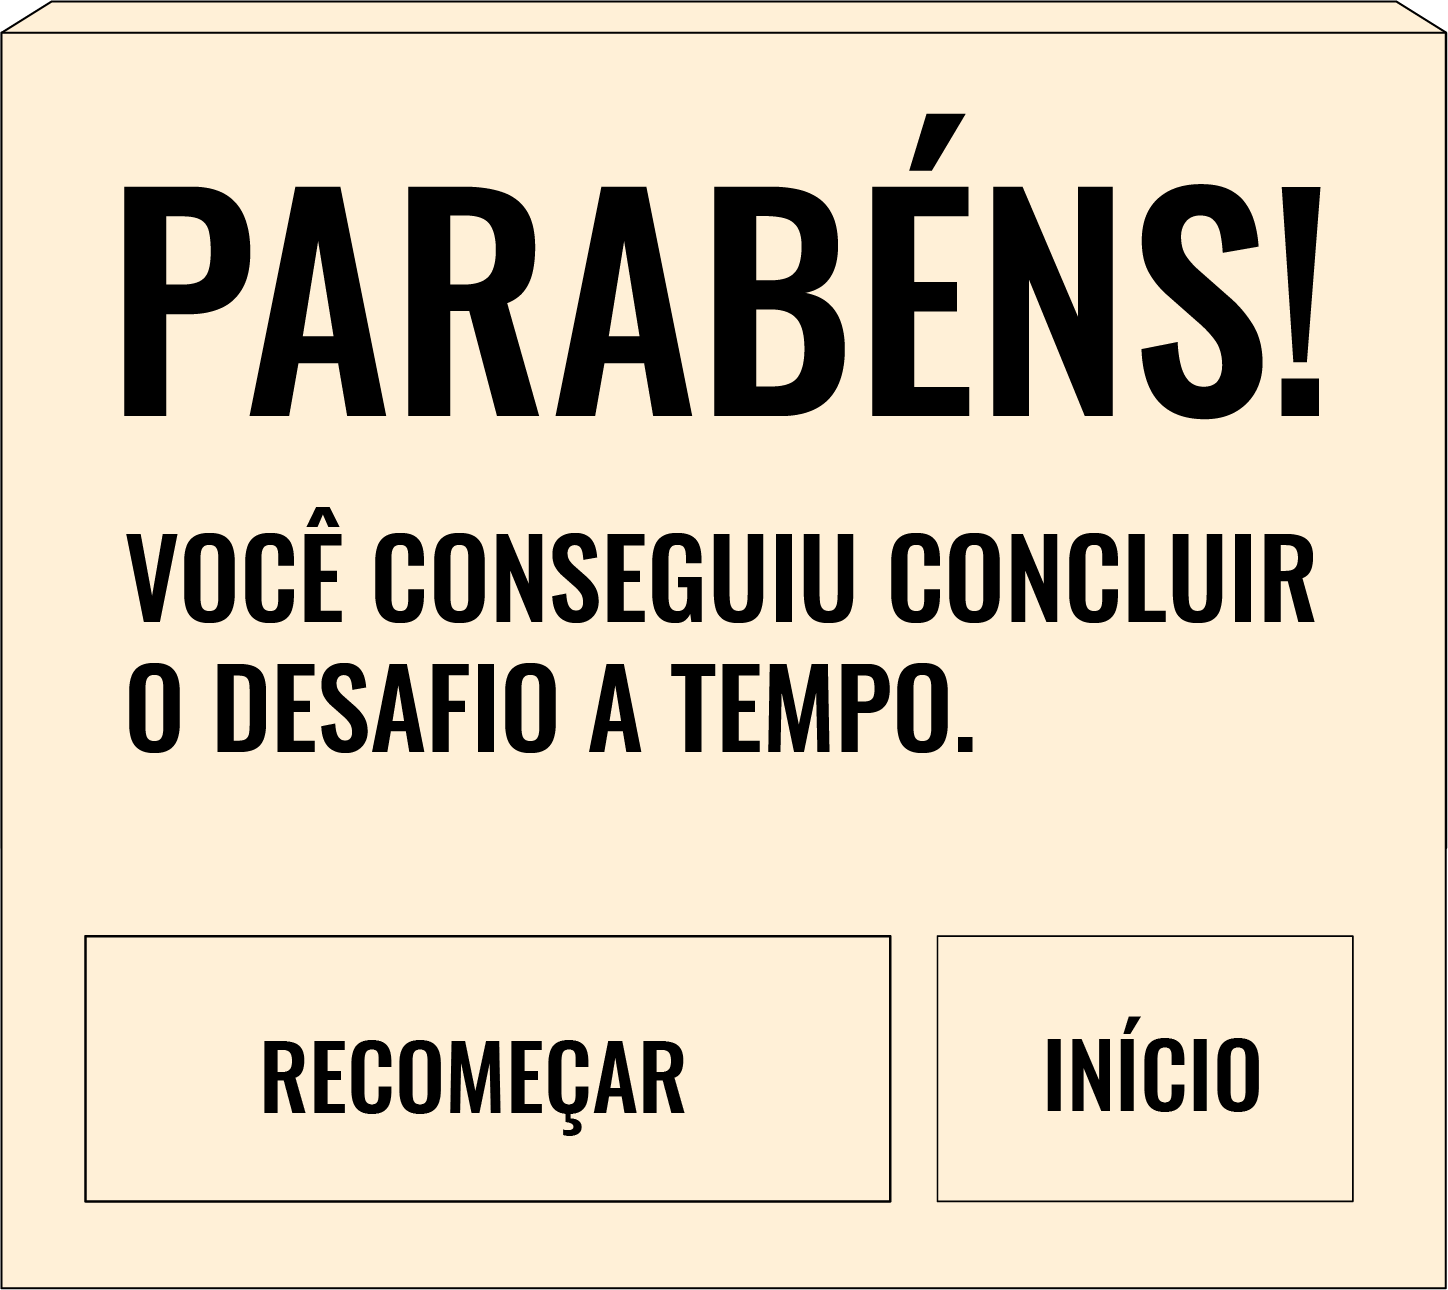 PARABÉNS!
VOCÊ CONSEGUIU CONCLUIR
O DESAFIO A TEMPO.
RECOMEÇAR
INÍCIO